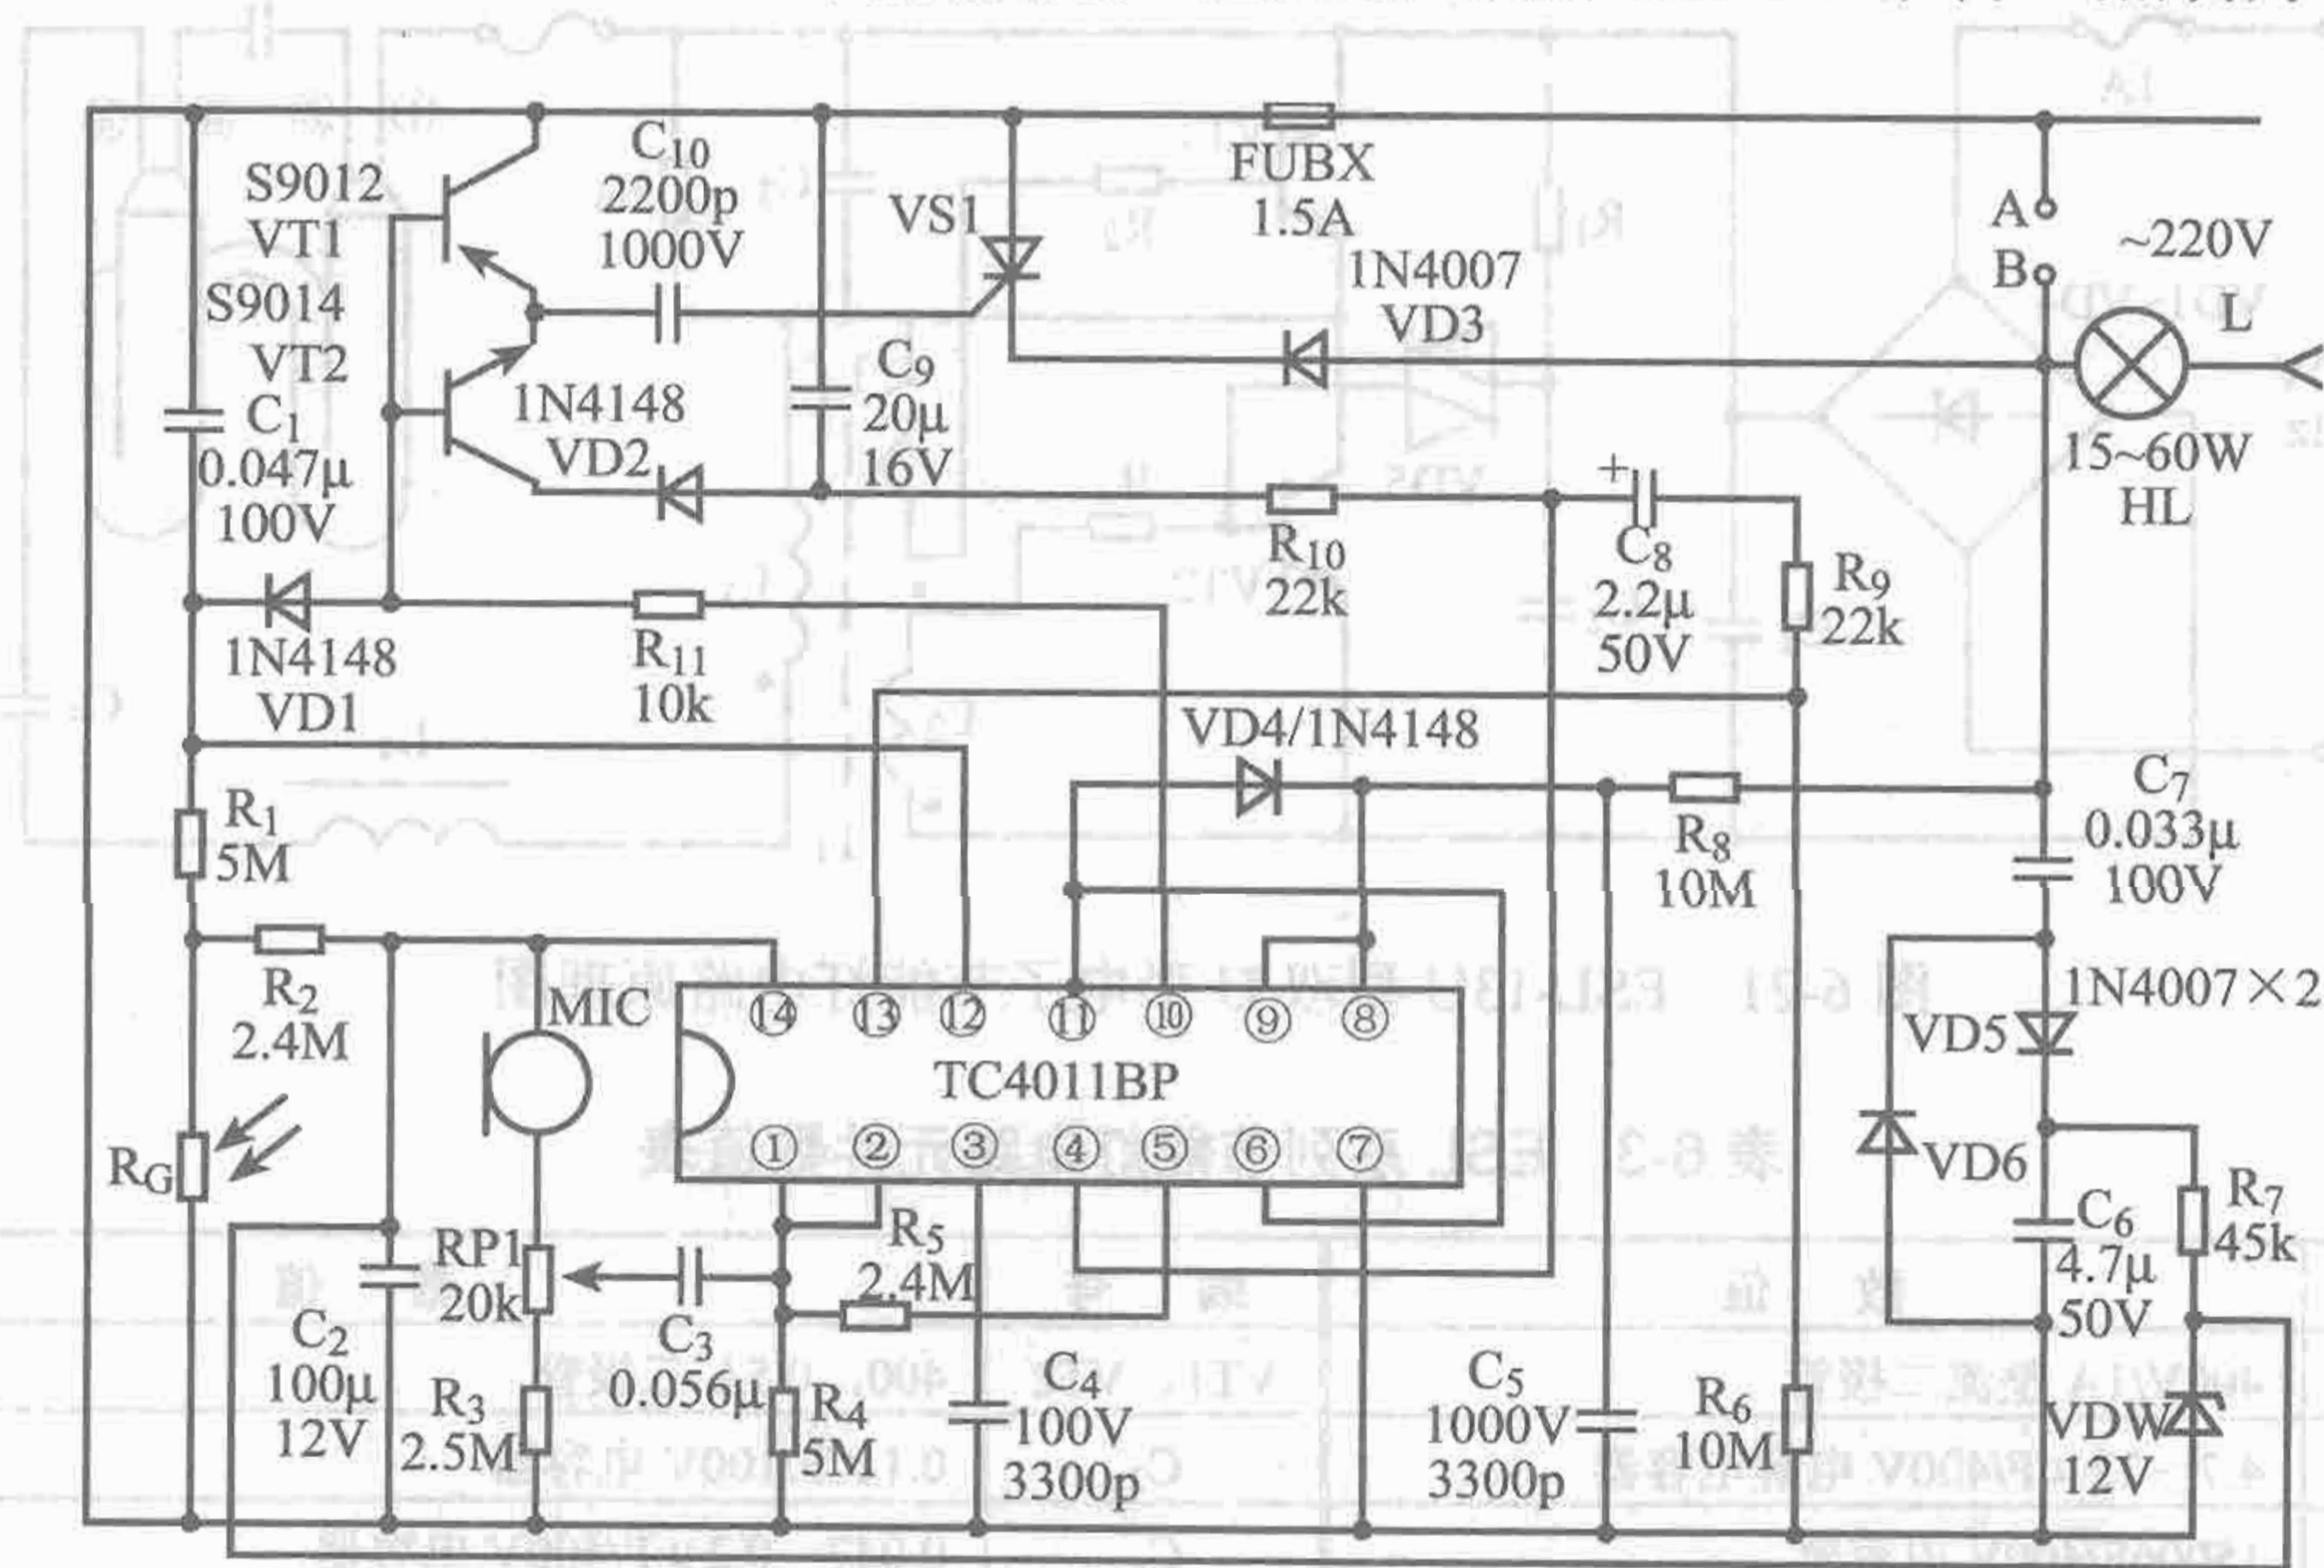 S9012
VT1
S9014
VT2
C10
2200p
1000V
VS1
FUBX
1.5A
A
B
~220V
L
1N4007
VD3
15~60W
HL
C1
0.047μ
100V
1N4148
VD2
C9
20μ
16V
R10
22k
+
C8
2.2μ
50V
R9
22k
1N4148
VD1
R11
10k
VD4/1N4148
R1
5M
R8
10M
C7
0.033μ
100V
R2
2.4M
MIC
⑭ ⑬ ⑫ ⑪ ⑩ ⑨ ⑧
TC4011BP
① ② ③ ④ ⑤ ⑥ ⑦
1N4007×2
VD5
VD6
RG
RP1
20k
R5
2.4M
C6
4.7μ
50V
R7
45k
C2
100μ
12V
R3
2.5M
C3
0.056μ
R4
5M
C4
100V
3300p
C5
1000V
3300p
R6
10M
VDW
12V